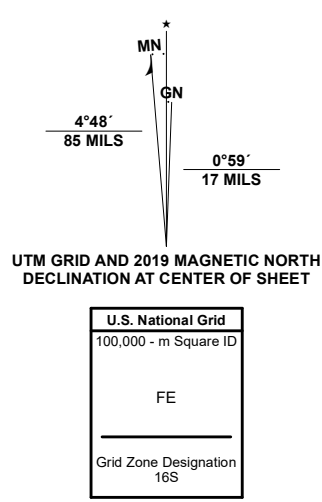 MN
GN
4°48´
85 MILS
0°59´
17 MILS
UTM GRID AND 2019 MAGNETIC NORTH
DECLINATION AT CENTER OF SHEET
U.S. National Grid
100,000 - m Square ID
FE
Grid Zone Designation
16S